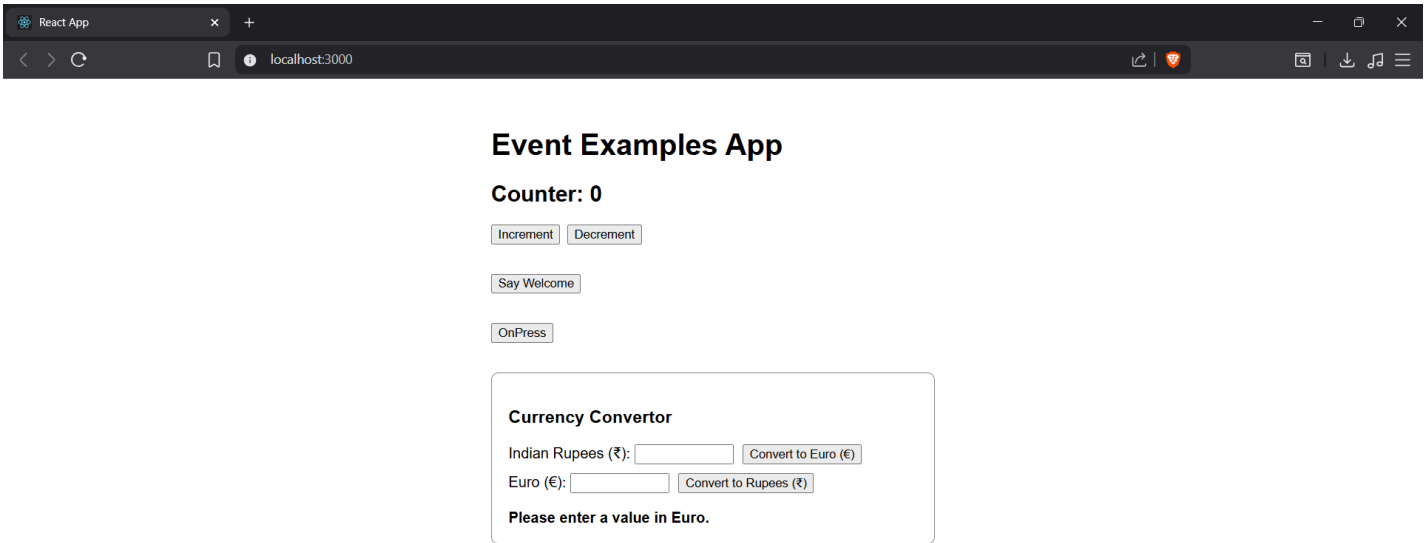 React App
localhost:3000
Event Examples App
Counter: 0
Increment Decrement
Say Welcome
OnPress
Currency Convertor
Indian Rupees (₹): Convert to Euro (€)
Euro (€): Convert to Rupees (₹)
Please enter a value in Euro.